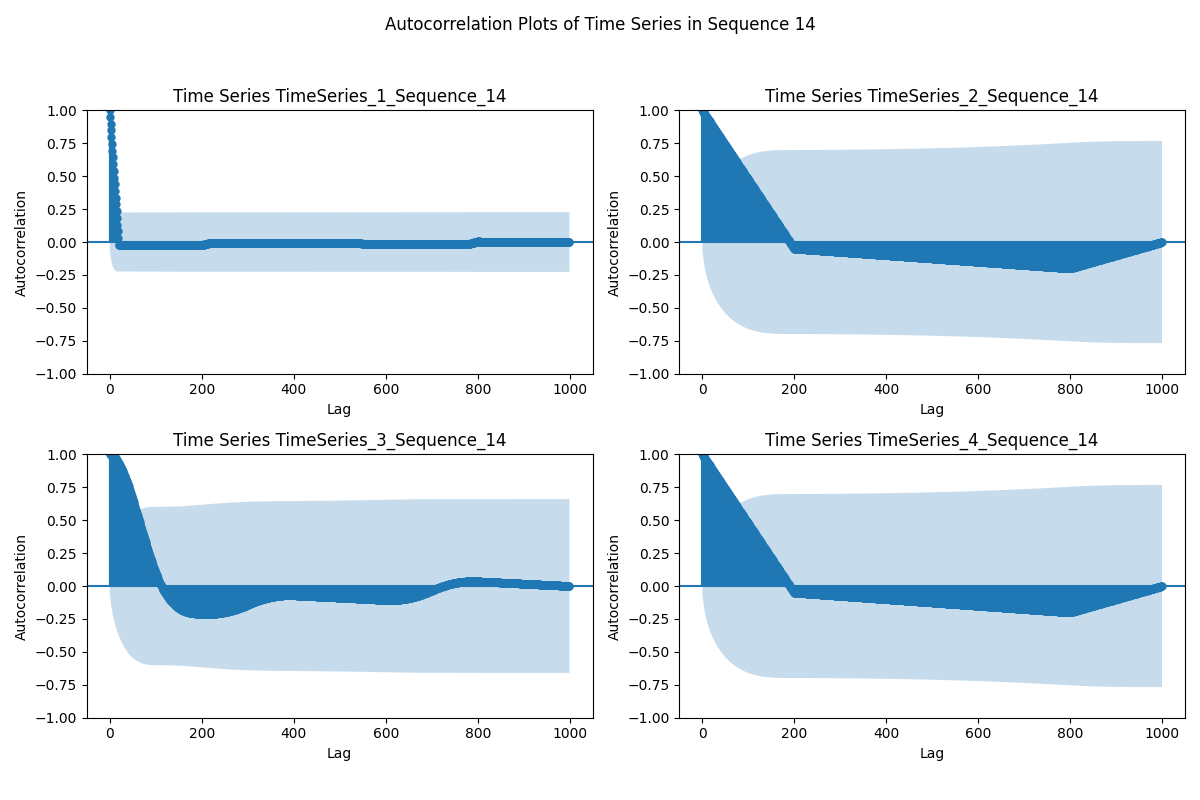 Autocorrelation Plots of Time Series in Sequence 14
Time Series TimeSeries_1_Sequence_14
Time Series TimeSeries_2_Sequence_14
1.00
0.75
0.50
0.25
0.00
−0.25
−0.50
−0.75
−1.00
Autocorrelation
0 200 400 600 800 1000
Lag
1.00
0.75
0.50
0.25
0.00
−0.25
−0.50
−0.75
−1.00
Autocorrelation
0 200 400 600 800 1000
Lag
Time Series TimeSeries_3_Sequence_14
Time Series TimeSeries_4_Sequence_14
1.00
0.75
0.50
0.25
0.00
−0.25
−0.50
−0.75
−1.00
Autocorrelation
0 200 400 600 800 1000
Lag
1.00
0.75
0.50
0.25
0.00
−0.25
−0.50
−0.75
−1.00
Autocorrelation
0 200 400 600 800 1000
Lag